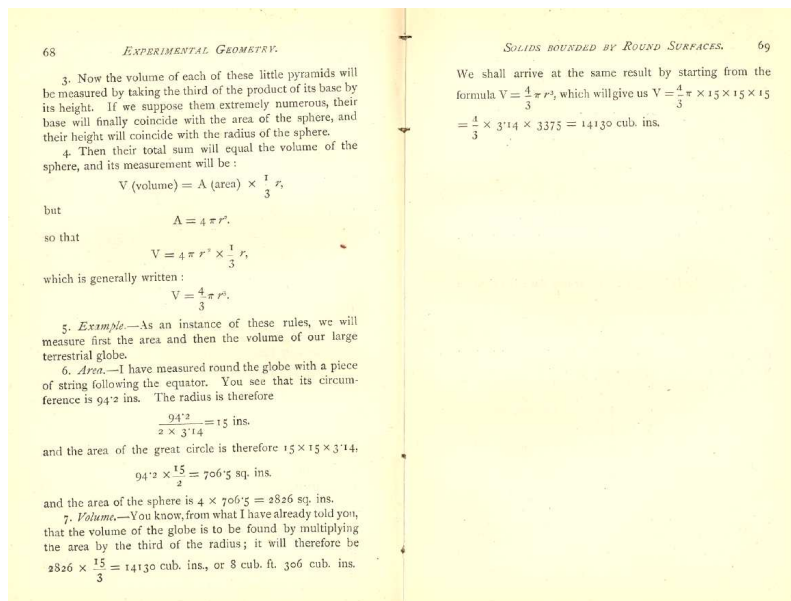 68 EXPERIMENTAL GEOMETRY.
3. Now the volume of each of these little pyramids will
be measured by taking the third of the product of its base by
its height. If we suppose them extremely numerous, their
base will finally coincide with the area of the sphere, and
their height will coincide with the radius of the sphere.
4. Then their total sum will equal the volume of the
sphere, and its measurement will be :
V (volume) = A (area) × 1/3 r,
but
A = 4 π r².
so that
V = 4 π r² × 1/3 r,
which is generally written :
V = 4/3 π r³.
5. Example.—As an instance of these rules, we will
measure first the area and then the volume of our large
terrestrial globe.
6. Area.—I have measured round the globe with a piece
of string following the equator. You see that its circum-
ference is 94·2 ins. The radius is therefore
94·2 / 2 × 3·14 = 15 ins.
and the area of the great circle is therefore 15 × 15 × 3·14,
94·2 × 15/2 = 706·5 sq. ins.
and the area of the sphere is 4 × 706·5 = 2826 sq. ins.
7. Volume.—You know, from what I have already told you,
that the volume of the globe is to be found by multiplying
the area by the third of the radius; it will therefore be
2826 × 15/3 = 14130 cub. ins., or 8 cub. ft. 306 cub. ins.
SOLIDS BOUNDED BY ROUND SURFACES. 69
We shall arrive at the same result by starting from the
formula V = 4/3 π r³, which will give us V = 4/3 π × 15 × 15 × 15
= 4/3 × 3·14 × 3375 = 14130 cub. ins.